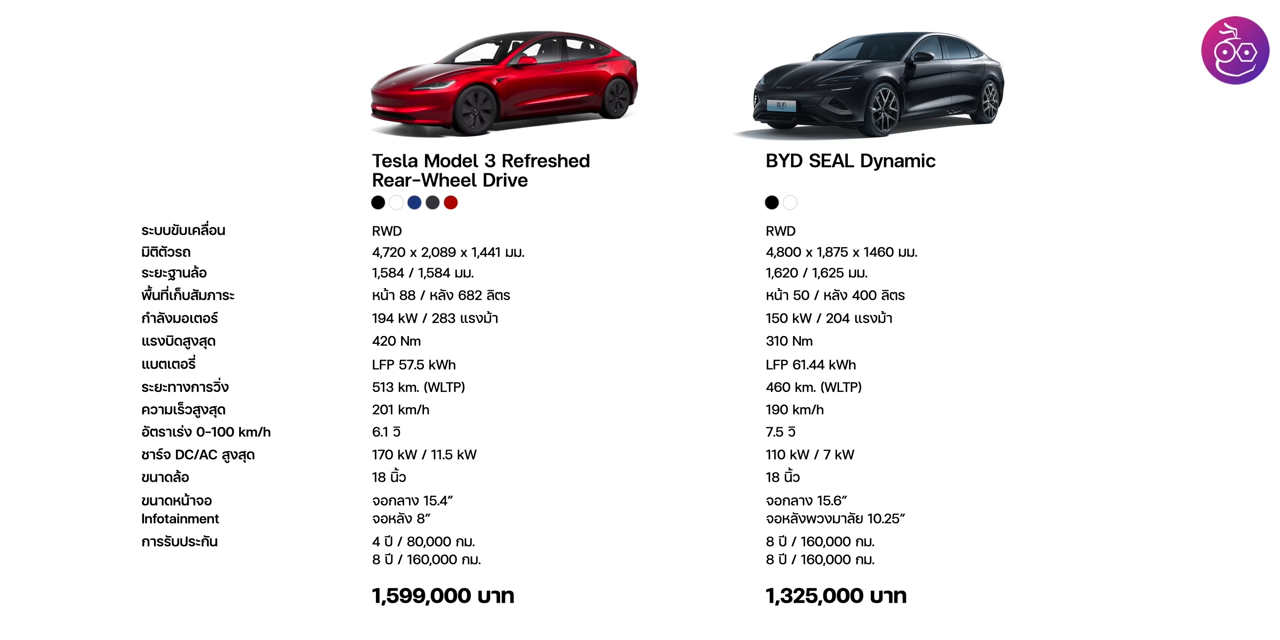 Tesla Model 3 Refreshed
Rear-Wheel Drive
BYD SEAL Dynamic
ระบบขับเคลื่อน RWD RWD
มิติตัวรถ 4,720 x 2,089 x 1,441 มม. 4,800 x 1,875 x 1460 มม.
ระยะฐานล้อ 1,584 / 1,584 มม. 1,620 / 1,625 มม.
พื้นที่เก็บสัมภาระ หน้า 88 / หลัง 682 ลิตร หน้า 50 / หลัง 400 ลิตร
กำลังมอเตอร์ 194 kW / 283 แรงม้า 150 kW / 204 แรงม้า
แรงบิดสูงสุด 420 Nm 310 Nm
แบตเตอรี่ LFP 57.5 kWh LFP 61.44 kWh
ระยะทางการวิ่ง 513 km. (WLTP) 460 km. (WLTP)
ความเร็วสูงสุด 201 km/h 190 km/h
อัตราเร่ง 0-100 km/h 6.1 วิ 7.5 วิ
ชาร์จ DC/AC สูงสุด 170 kW / 11.5 kW 110 kW / 7 kW
ขนาดล้อ 18 นิ้ว 18 นิ้ว
ขนาดหน้าจอ จอกลาง 15.4” จอกลาง 15.6”
Infotainment จอหลัง 8” จอหลังพวงมาลัย 10.25”
การรับประกัน 4 ปี / 80,000 กม. 8 ปี / 160,000 กม.
8 ปี / 160,000 กม. 8 ปี / 160,000 กม.
1,599,000 บาท 1,325,000 บาท